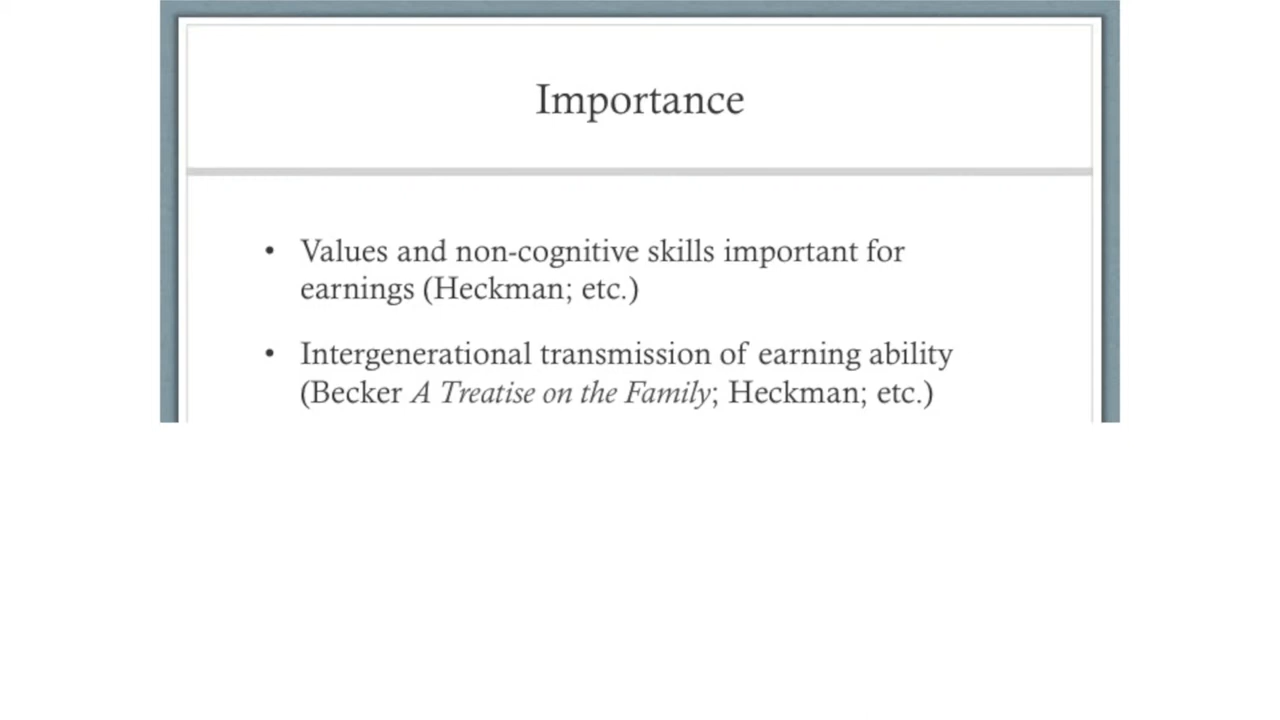 Importance
• Values and non-cognitive skills important for
earnings (Heckman; etc.)
• Intergenerational transmission of earning ability
(Becker A Treatise on the Family; Heckman; etc.)